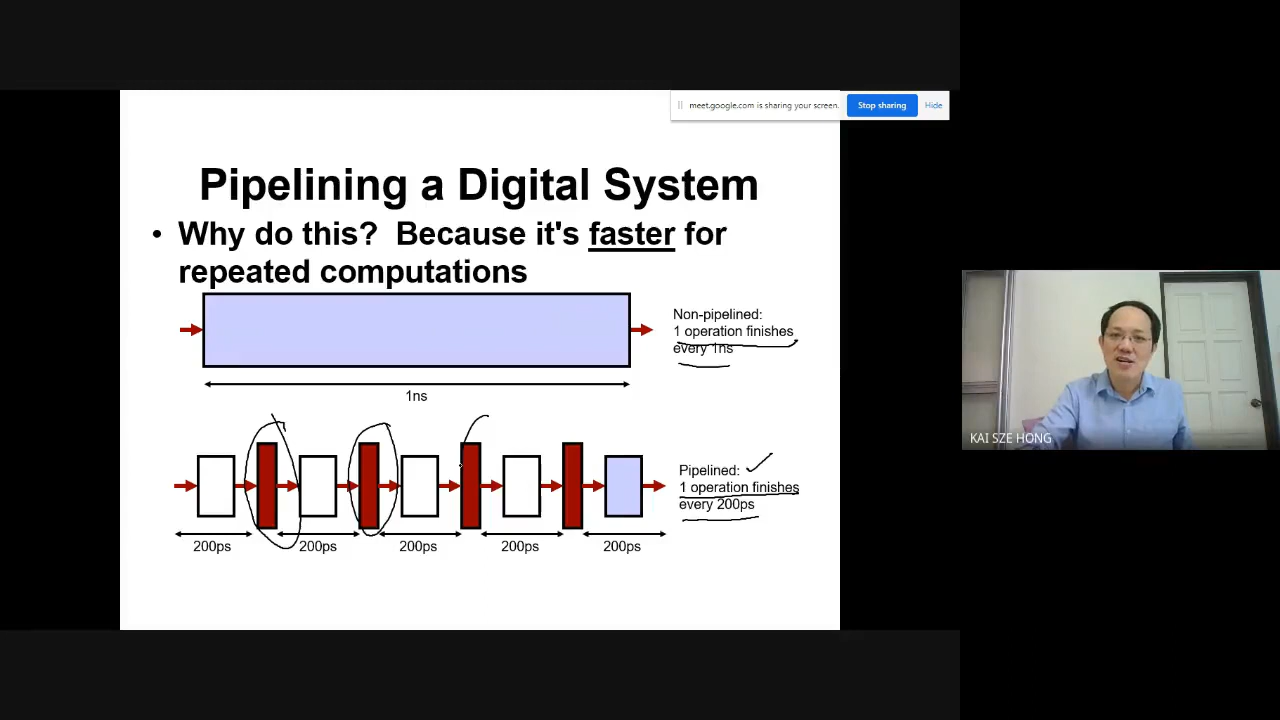 meet.google.com is sharing your screen.
Stop sharing
Hide
Pipelining a Digital System
• Why do this? Because it's faster for
repeated computations
Non-pipelined:
1 operation finishes
every 1ns
1ns
Pipelined:
1 operation finishes
every 200ps
200ps
200ps
200ps
200ps
200ps
KAI SZE HONG